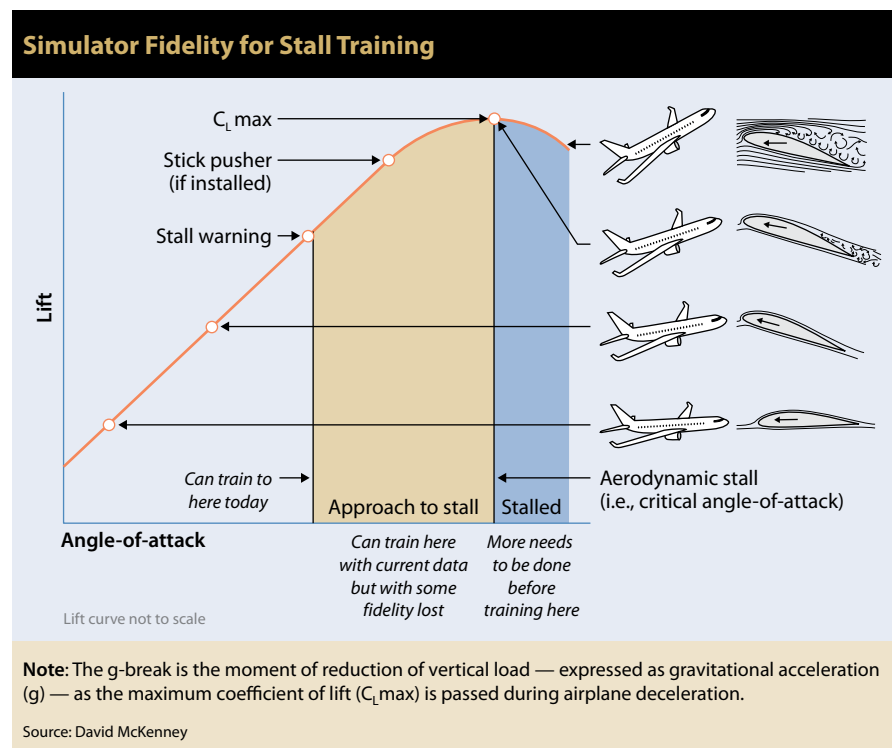 Simulator Fidelity for Stall Training
CL max
Stick pusher
(if installed)
Stall warning
Lift
Can train to
here today
Approach to stall
Stalled
Aerodynamic stall
(i.e., critical angle-of-attack)
Angle-of-attack
Can train here
with current data
but with some
fidelity lost
More needs
to be done
before
training here
Lift curve not to scale
Note: The g-break is the moment of reduction of vertical load — expressed as gravitational acceleration
(g) — as the maximum coefficient of lift (CLmax) is passed during airplane deceleration.
Source: David McKenney